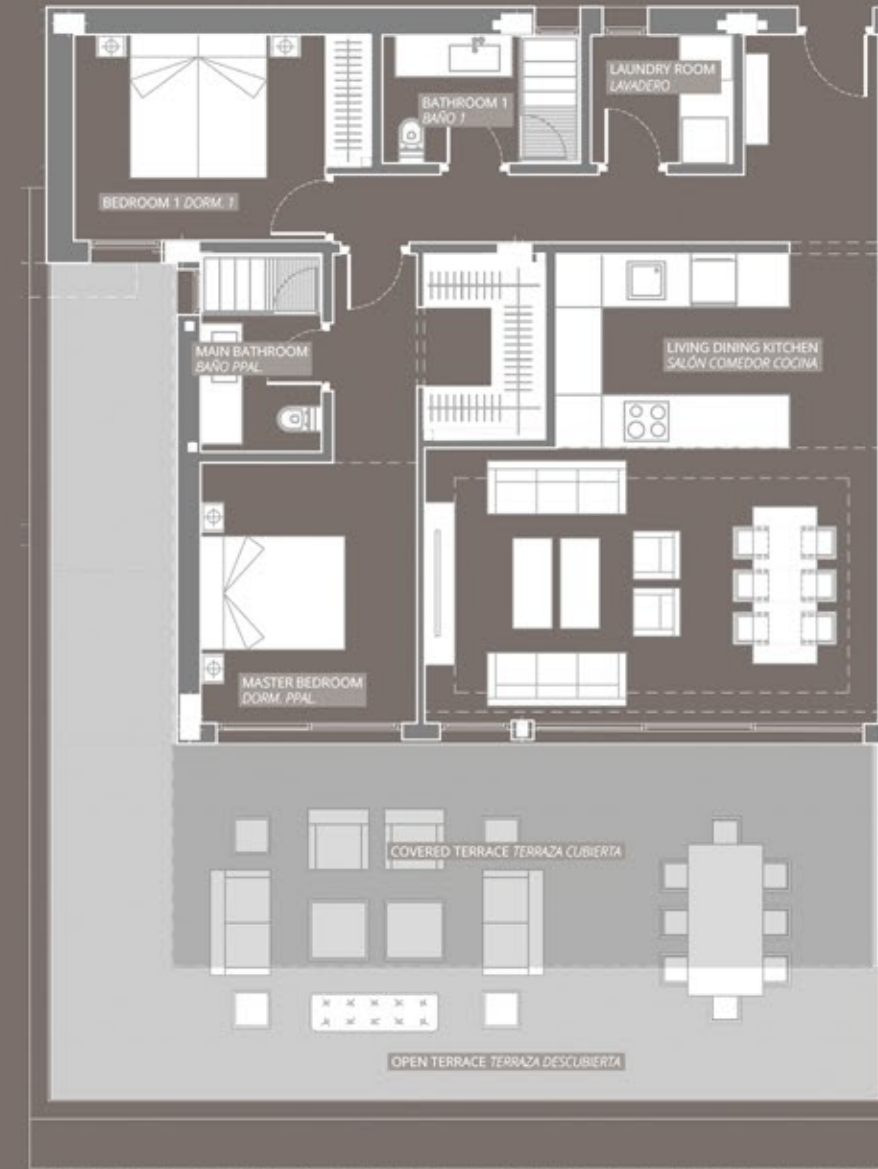 LAUNDRY ROOM
LAVADERO
BATHROOM 1
BAÑO 1
BEDROOM 1 DORM. 1
MAIN BATHROOM
BAÑO PPAL.
LIVING DINING KITCHEN
SALÓN COMEDOR COCINA
MASTER BEDROOM
DORM. PPAL.
COVERED TERRACE TERRAZA CUBIERTA
OPEN TERRACE TERRAZA DESCUBIERTA